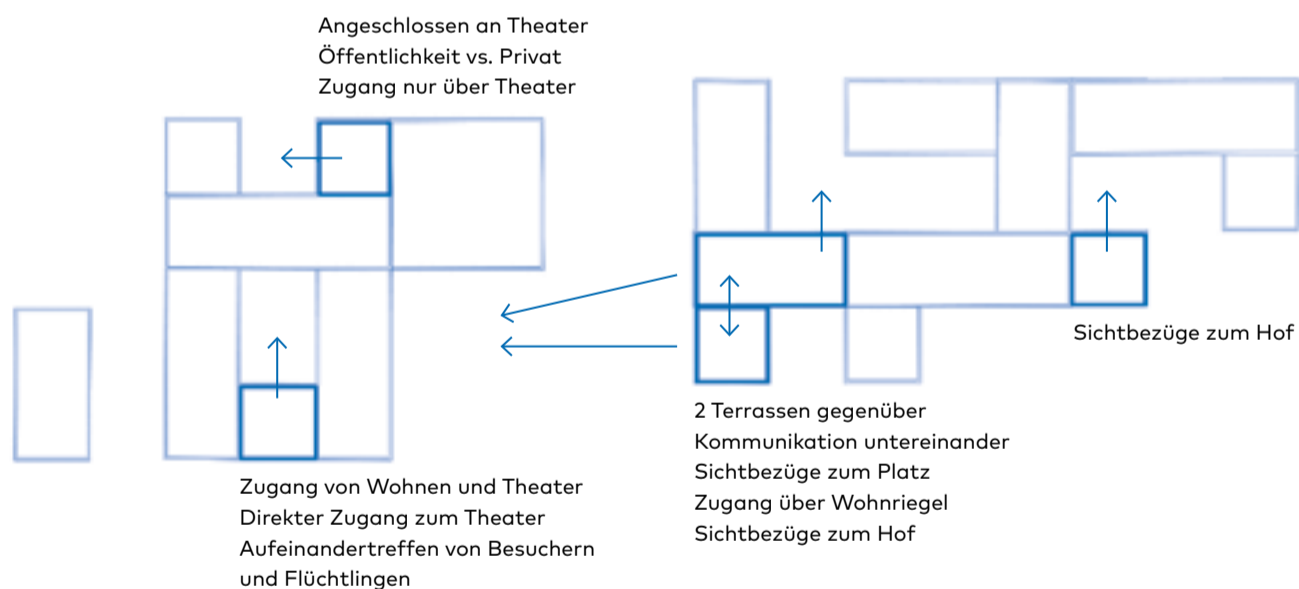 Angeschlossen an Theater
Öffentlichkeit vs. Privat
Zugang nur über Theater
Zugang von Wohnen und Theater
Direkter Zugang zum Theater
Aufeinandertreffen von Besuchern
und Flüchtlingen
2 Terrassen gegenüber
Kommunikation untereinander
Sichtbezüge zum Platz
Zugang über Wohnriegel
Sichtbezüge zum Hof
Sichtbezüge zum Hof